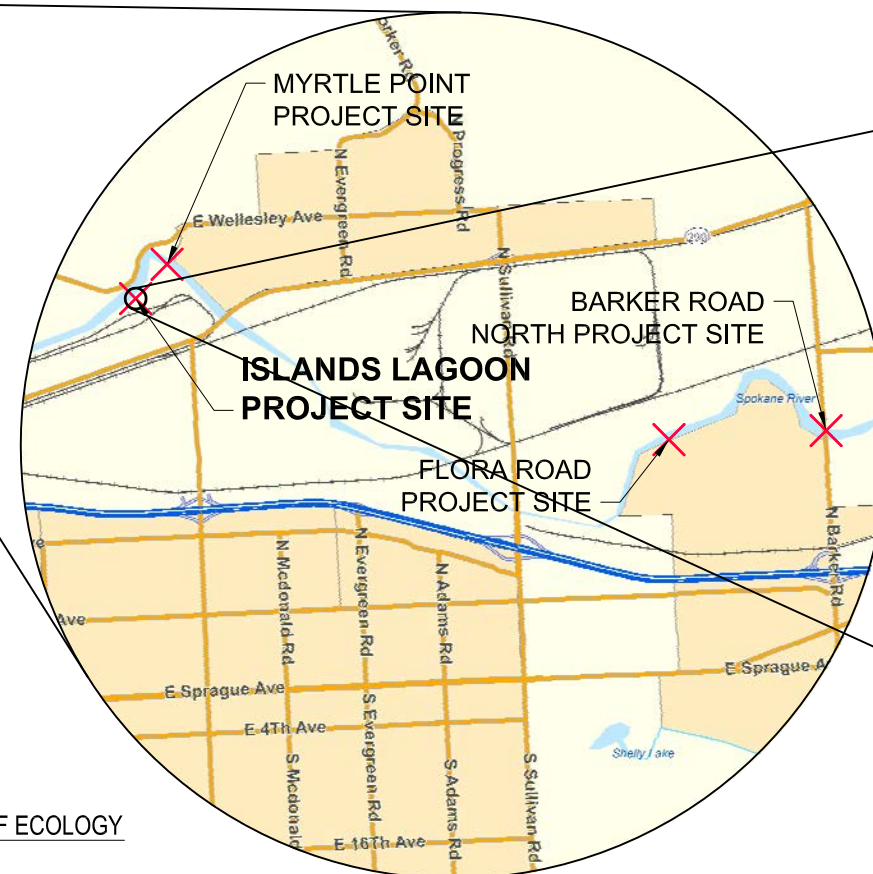 orker Rd
MYRTLE POINT
PROJECT SITE
N Evergreen Rd
N Progress Rd
E Wellesley Ave
290
N Sullivan Rd
BARKER ROAD
NORTH PROJECT SITE
ISLANDS LAGOON
PROJECT SITE
Spokane River
FLORA ROAD
PROJECT SITE
N Barker Rd
N Mcdonald Rd
N Evergreen Rd
N Adams Rd
Ave
E Sprague Ave
E Sprague A
S Evergreen Rd
E 4Th Ave
Shelly Lake
S Mcdonald
S Adams Rd
S Sullivan Rd
F ECOLOGY
E 16Th Ave